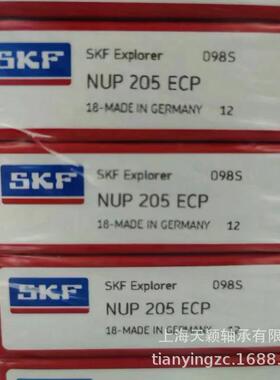 SKF
SKF Explorer 098S
NUP 205 ECP
18-MADE IN GERMANY 12
SKF
SKF Explorer 098S
NUP 205 ECP
18-MADE IN GERMANY 12
SKF
SKF Explorer 098S
NUP 205 ECP
18-MADE IN GERMANY 12
上海天颖轴承有限
tianyingzc.1688.